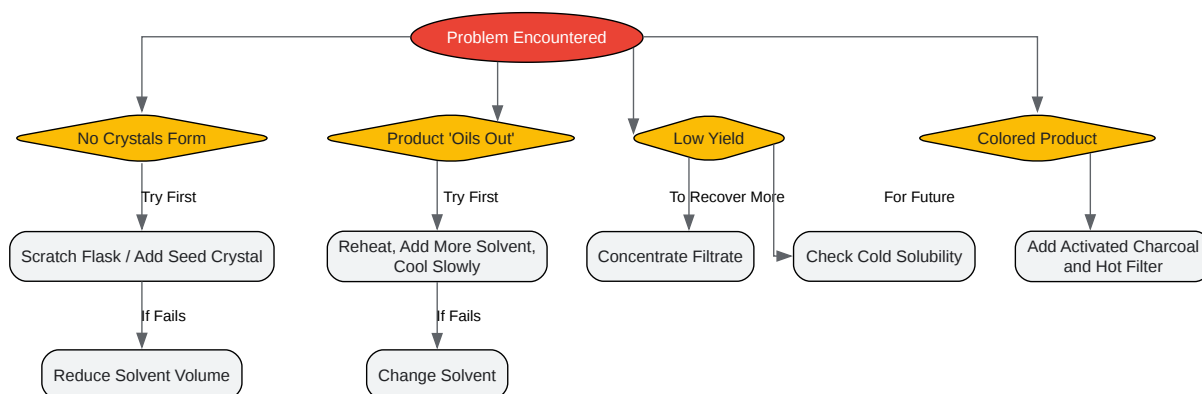 Problem Encountered
No Crystals Form
Product 'Oils Out'
Low Yield
Colored Product
Try First
Try First
To Recover More
For Future
Scratch Flask / Add Seed Crystal
Reheat, Add More Solvent,
Cool Slowly
Concentrate Filtrate
Check Cold Solubility
Add Activated Charcoal
and Hot Filter
If Fails
If Fails
Reduce Solvent Volume
Change Solvent